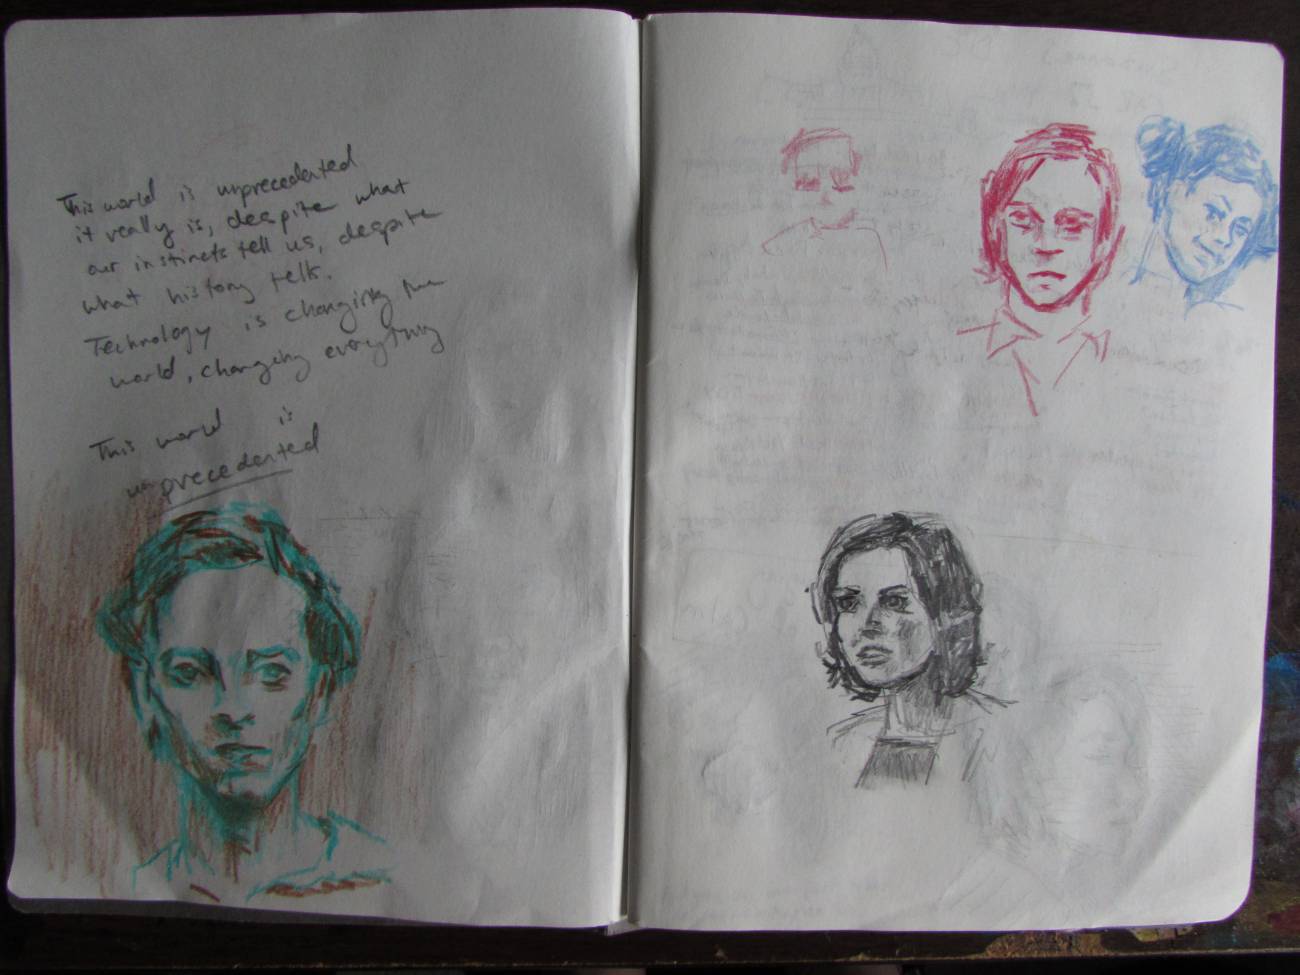 This world is unprecedented
it really is, despite what
our instincts tell us, despite
what history tells.
Technology is changing the
world, changing everything
This world is
unprecedented